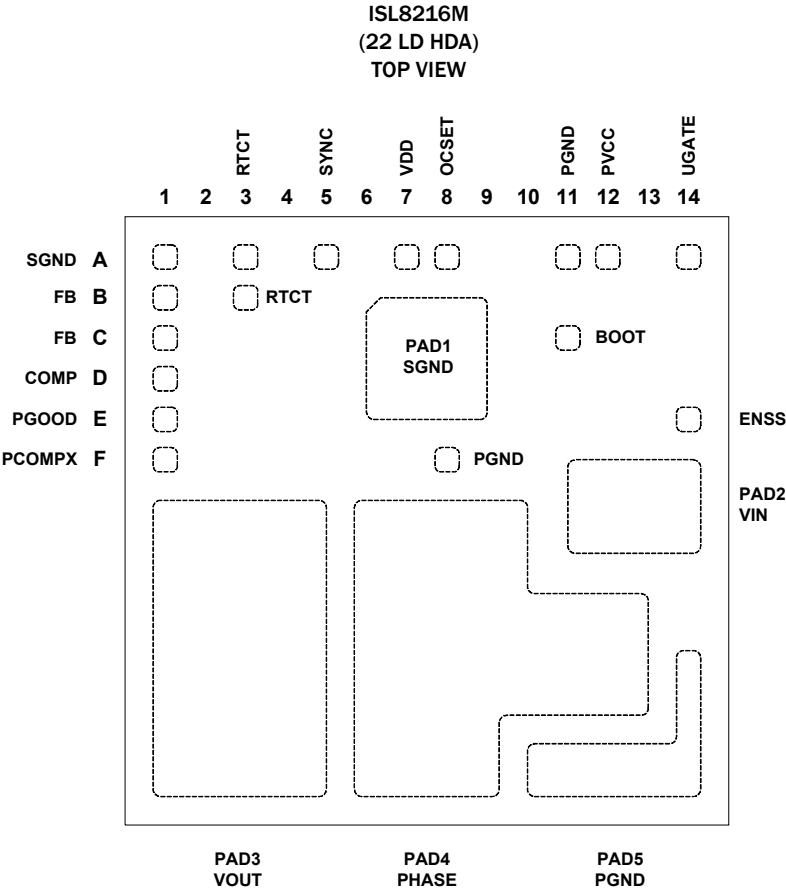 ISL8216M
(22 LD HDA)
TOP VIEW
RTCT
SYNC
VDD
OCSET
PGND
PVCC
UGATE
1 2 3 4 5 6 7 8 9 10 11 12 13 14
SGND A
FB B
RTCT
FB C
PAD1
SGND
BOOT
COMP D
PGOOD E
ENSS
PCOMPX F
PGND
PAD2
VIN
PAD3
VOUT
PAD4
PHASE
PAD5
PGND